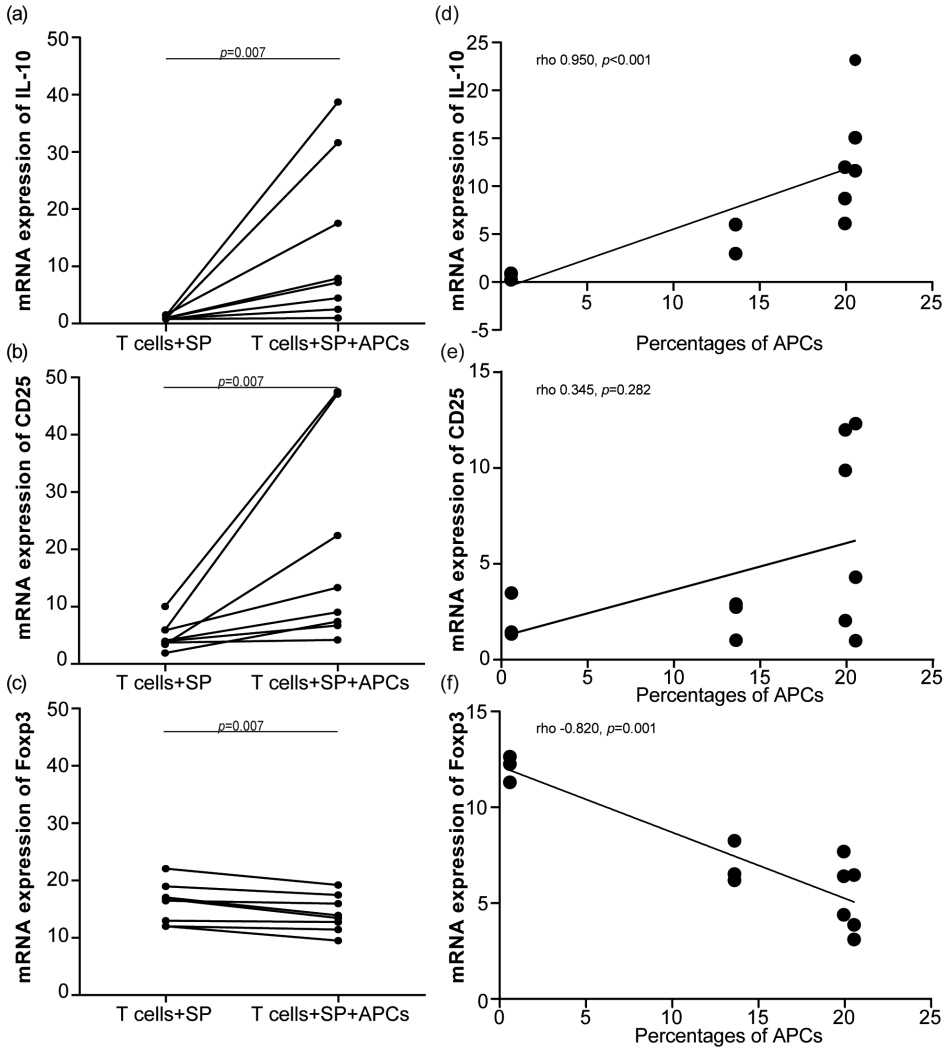 (a)
mRNA expression of IL-10
50
40
30
20
10
0
p=0.007
T cells+SP
T cells+SP+APCs
(d)
mRNA expression of IL-10
25
20
15
10
5
0
-5
rho 0.950, p<0.001
5
10
15
20
25
Percentages of APCs
(b)
mRNA expression of CD25
50
40
30
20
10
0
p=0.007
T cells+SP
T cells+SP+APCs
(e)
mRNA expression of CD25
15
10
5
0
rho 0.345, p=0.282
0
5
10
15
20
25
Percentages of APCs
(c)
mRNA expression of Foxp3
50
40
30
20
10
0
p=0.007
T cells+SP
T cells+SP+APCs
(f)
mRNA expression of Foxp3
15
10
5
0
rho -0.820, p=0.001
0
5
10
15
20
25
Percentages of APCs